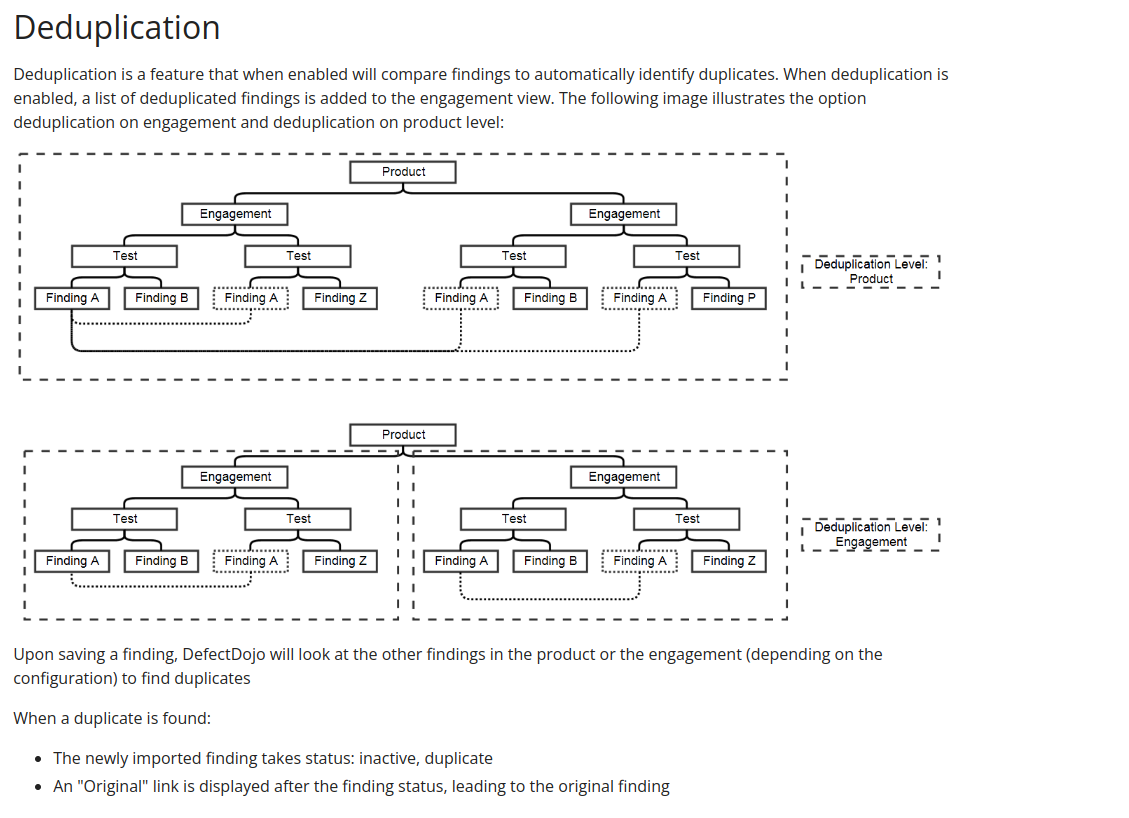 Deduplication
Deduplication is a feature that when enabled will compare findings to automatically identify duplicates. When deduplication is
enabled, a list of deduplicated findings is added to the engagement view. The following image illustrates the option
deduplication on engagement and deduplication on product level:
Product
Engagement Engagement
Test Test Test Test
Deduplication Level:
Product
Finding A Finding B Finding A Finding Z Finding A Finding B Finding A Finding P
Product
Engagement Engagement
Test Test Test Test
Deduplication Level:
Engagement
Finding A Finding B Finding A Finding Z Finding A Finding B Finding A Finding Z
Upon saving a finding, DefectDojo will look at the other findings in the product or the engagement (depending on the
configuration) to find duplicates
When a duplicate is found:
• The newly imported finding takes status: inactive, duplicate
• An "Original" link is displayed after the finding status, leading to the original finding